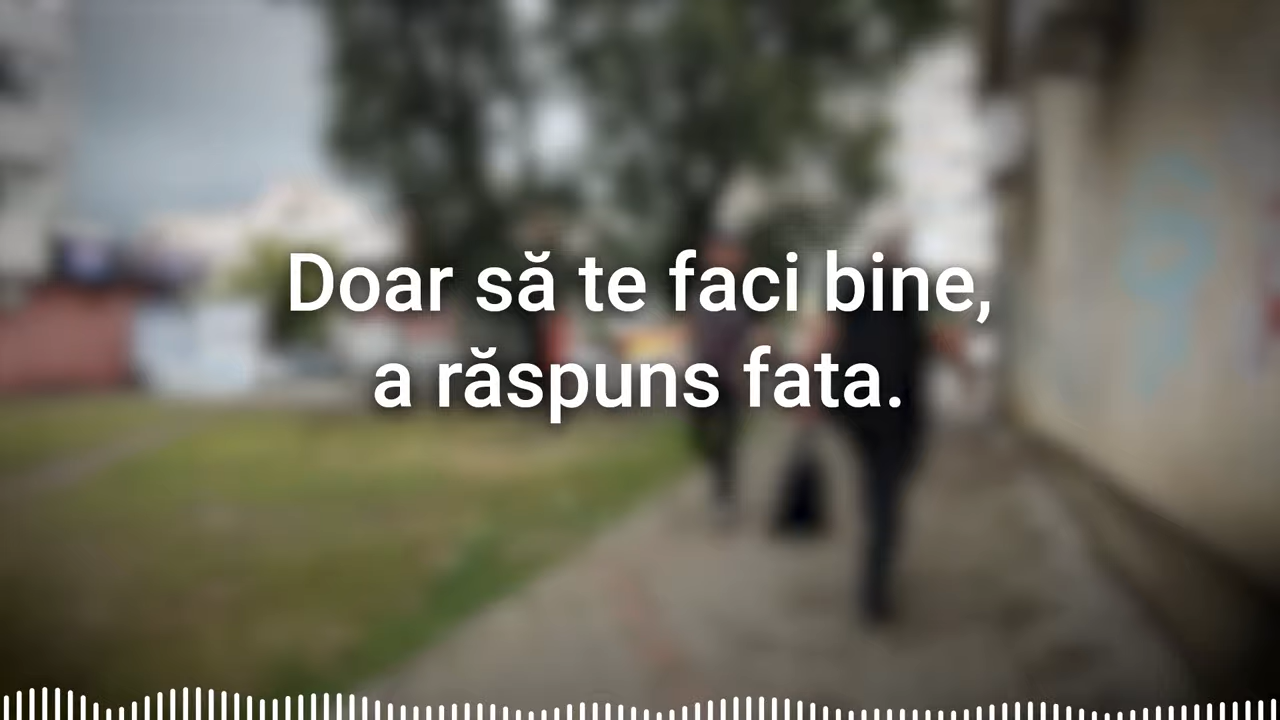 Doar să te faci bine,
a răspuns fata.